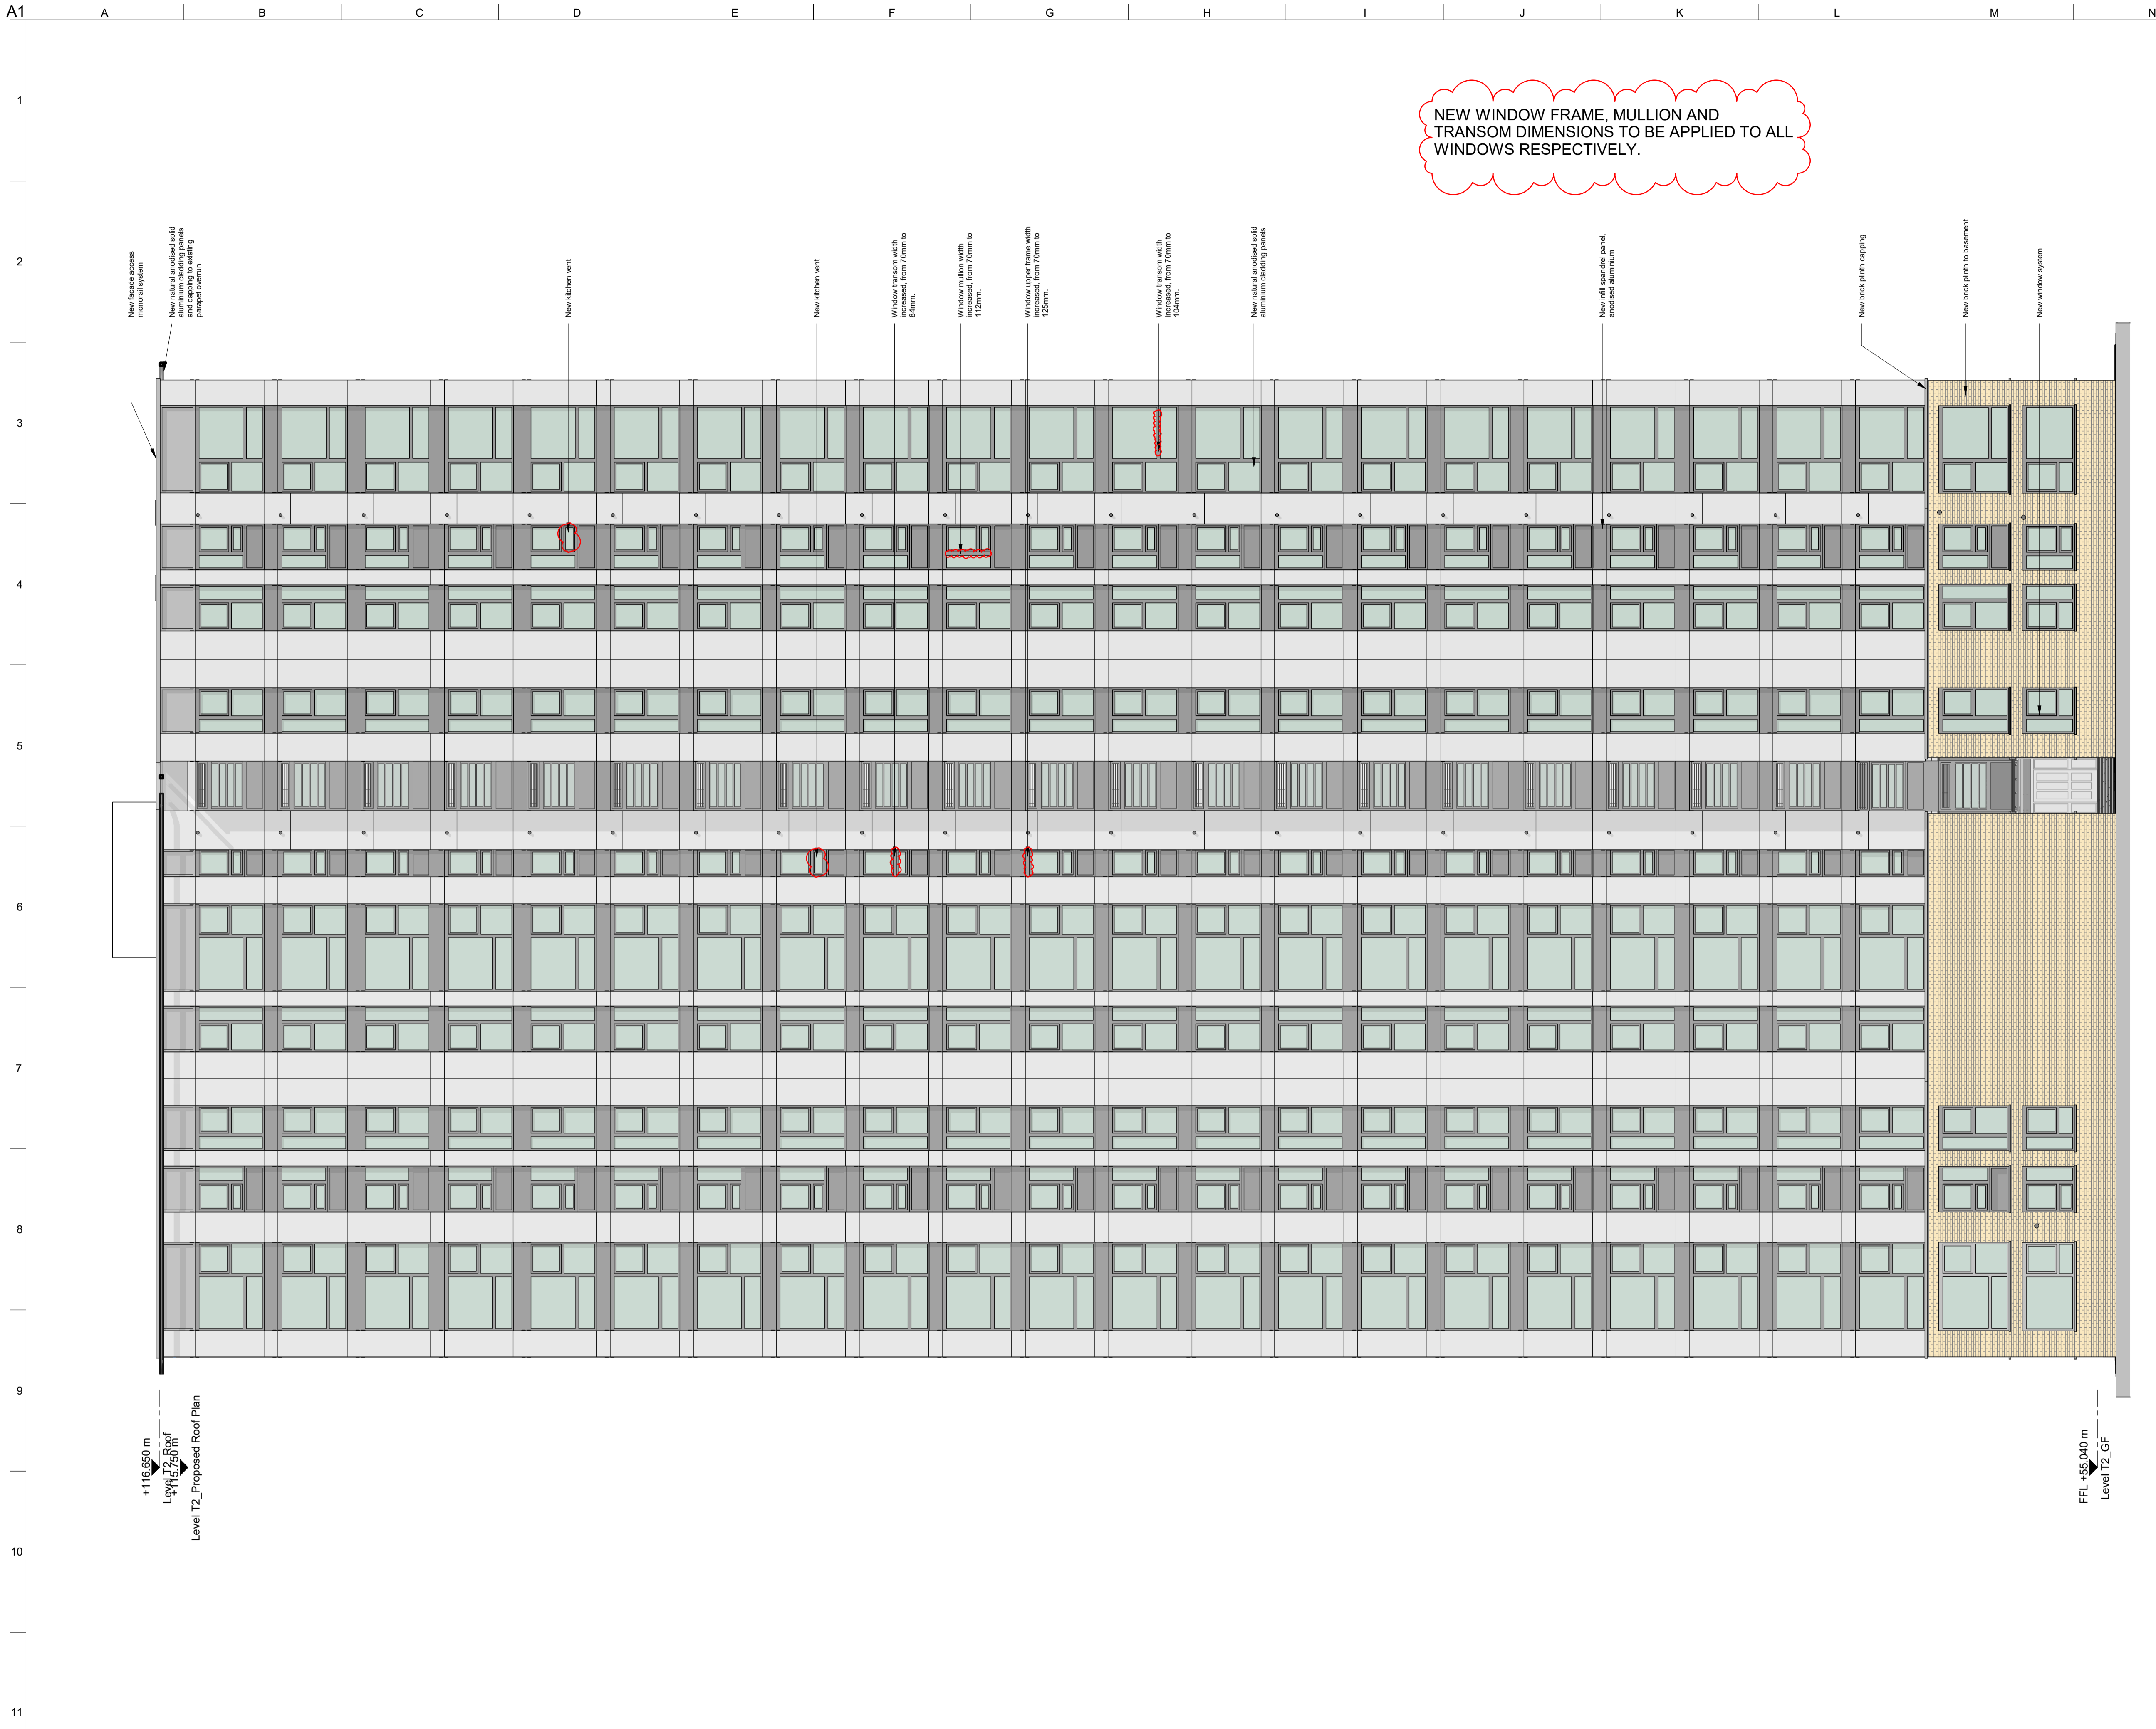 A1
A
B
C
D
E
F
G
H
I
J
K
L
M
N
1
2
3
4
5
6
7
8
9
10
11
NEW WINDOW FRAME, MULLION AND
TRANSOM DIMENSIONS TO BE APPLIED TO ALL
WINDOWS RESPECTIVELY.
New facade access
monorail system
New natural anodised solid
aluminium cladding panels
and capping to existing
parapet overrun
New kitchen vent
New kitchen vent
Window transom width
increased, from 70mm to
84mm.
Window mullion width
increased, from 70mm to
112mm.
Window upper frame width
increased, from 70mm to
125mm.
Window transom width
increased, from 70mm to
104mm.
New natural anodised solid
aluminium cladding panels
New infill spandrel panel,
anodised aluminium
New brick plinth capping
New brick plinth to basement
New window system
+116.650 m
Level T2_Roof
+115.750 m
Level T2_Proposed Roof Plan
FFL +55.040 m
Level T2_GF